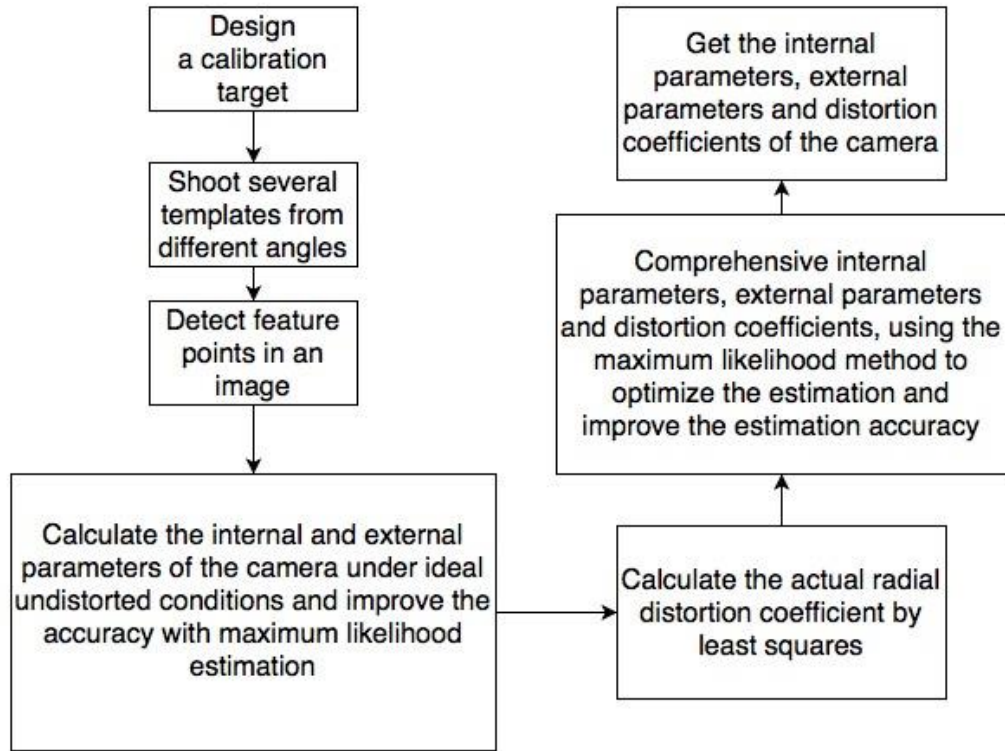 Design
a calibration
target
Shoot several
templates from
different angles
Detect feature
points in an
image
Calculate the internal and external
parameters of the camera under ideal
undistorted conditions and improve the
accuracy with maximum likelihood
estimation
Calculate the actual radial
distortion coefficient by
least squares
Comprehensive internal
parameters, external parameters
and distortion coefficients, using the
maximum likelihood method to
optimize the estimation and
improve the estimation accuracy
Get the internal
parameters, external
parameters and distortion
coefficients of the camera